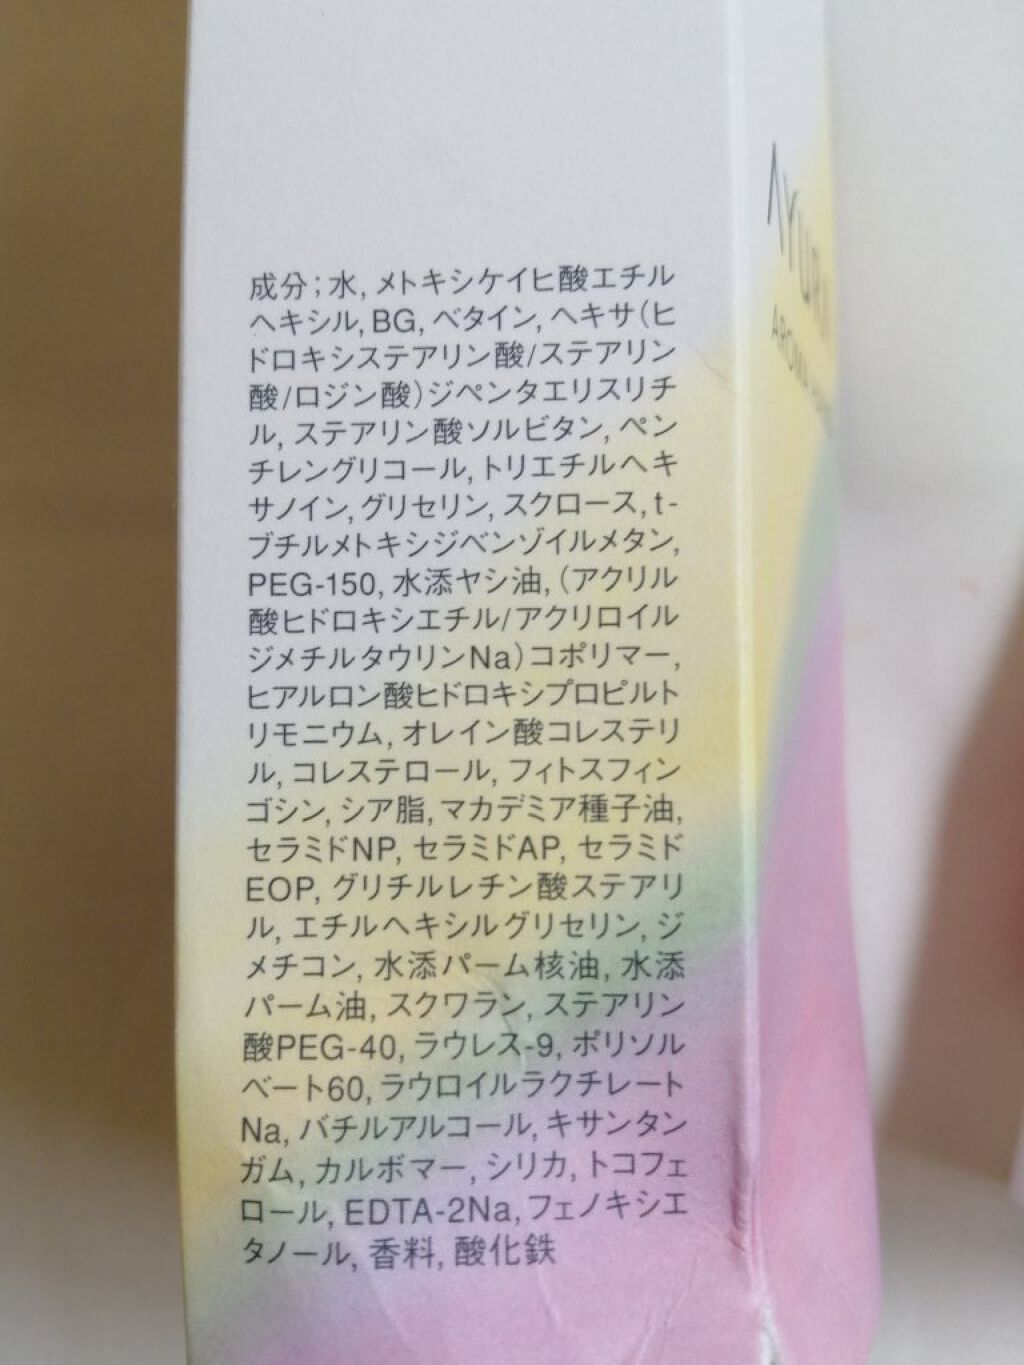 成分；水, メトキシケイヒ酸エチル
ヘキシル, BG, ベタイン, ヘキサ（ヒ
ドロキシステアリン酸/ステアリン
酸/ロジン酸）ジペンタエリスリチ
ル, ステアリン酸ソルビタン, ペン
チレングリコール, トリエチルヘキ
サノイン, グリセリン, スクロース, t-
ブチルメトキシジベンゾイルメタン,
PEG-150, 水添ヤシ油,（アクリル
酸ヒドロキシエチル/アクリロイル
ジメチルタウリンNa）コポリマー,
ヒアルロン酸ヒドロキシプロピルト
リモニウム, オレイン酸コレステリ
ル, コレステロール, フィトスフィン
ゴシン, シア脂, マカデミア種子油,
セラミドNP, セラミドAP, セラミド
EOP, グリチルレチン酸ステアリ
ル, エチルヘキシルグリセリン, ジ
メチコン, 水添パーム核油, 水添
パーム油, スクワラン, ステアリン
酸PEG-40, ラウレス-9, ポリソル
ベート60, ラウロイルラクチレート
Na, バチルアルコール, キサンタン
ガム, カルボマー, シリカ, トコフェ
ロール, EDTA-2Na, フェノキシエ
タノール, 香料, 酸化鉄
AYURA
AROMA